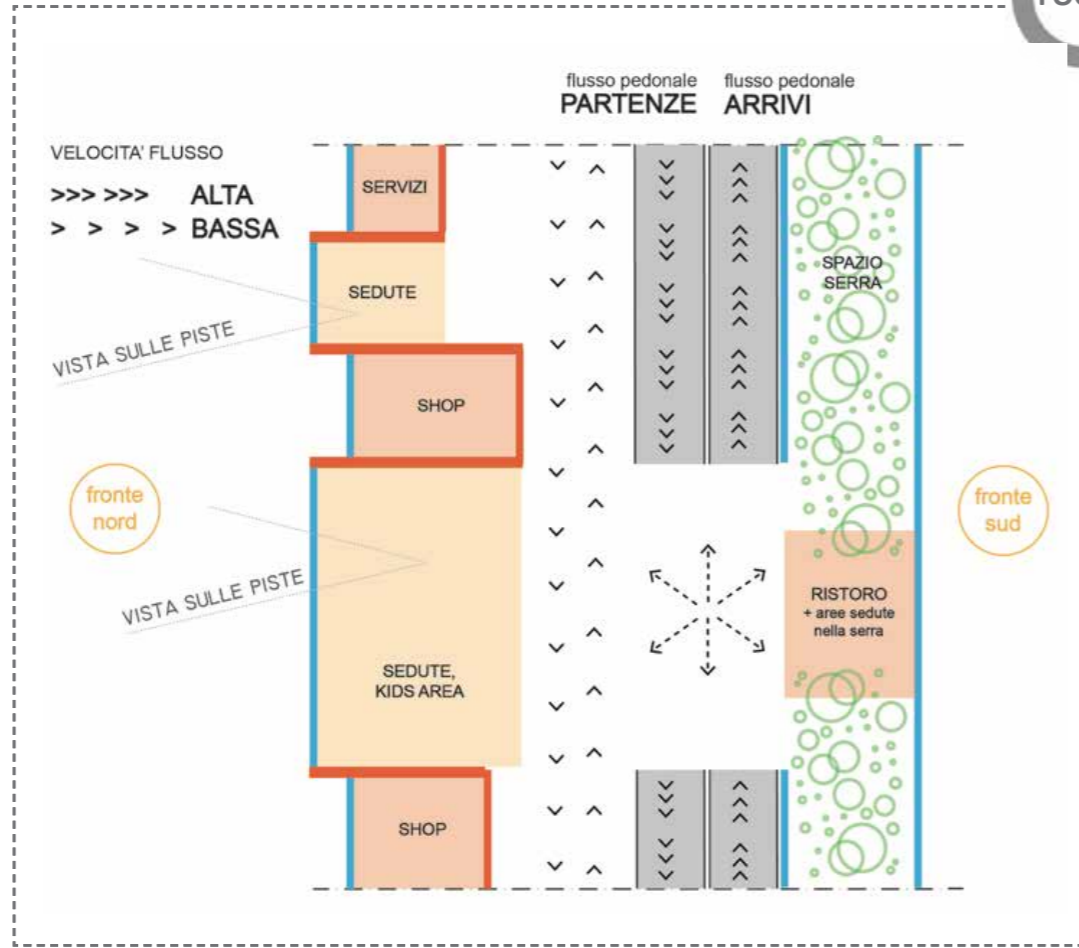 flusso pedonale
PARTENZE
flusso pedonale
ARRIVI
VELOCITA' FLUSSO
>>> >>> ALTA
> > > > BASSA
SERVIZI
SEDUTE
VISTA SULLE PISTE
SHOP
SPAZIO
SERRA
fronte
nord
fronte
sud
VISTA SULLE PISTE
RISTORO
+ aree sedute
nella serra
SEDUTE,
KIDS AREA
SHOP